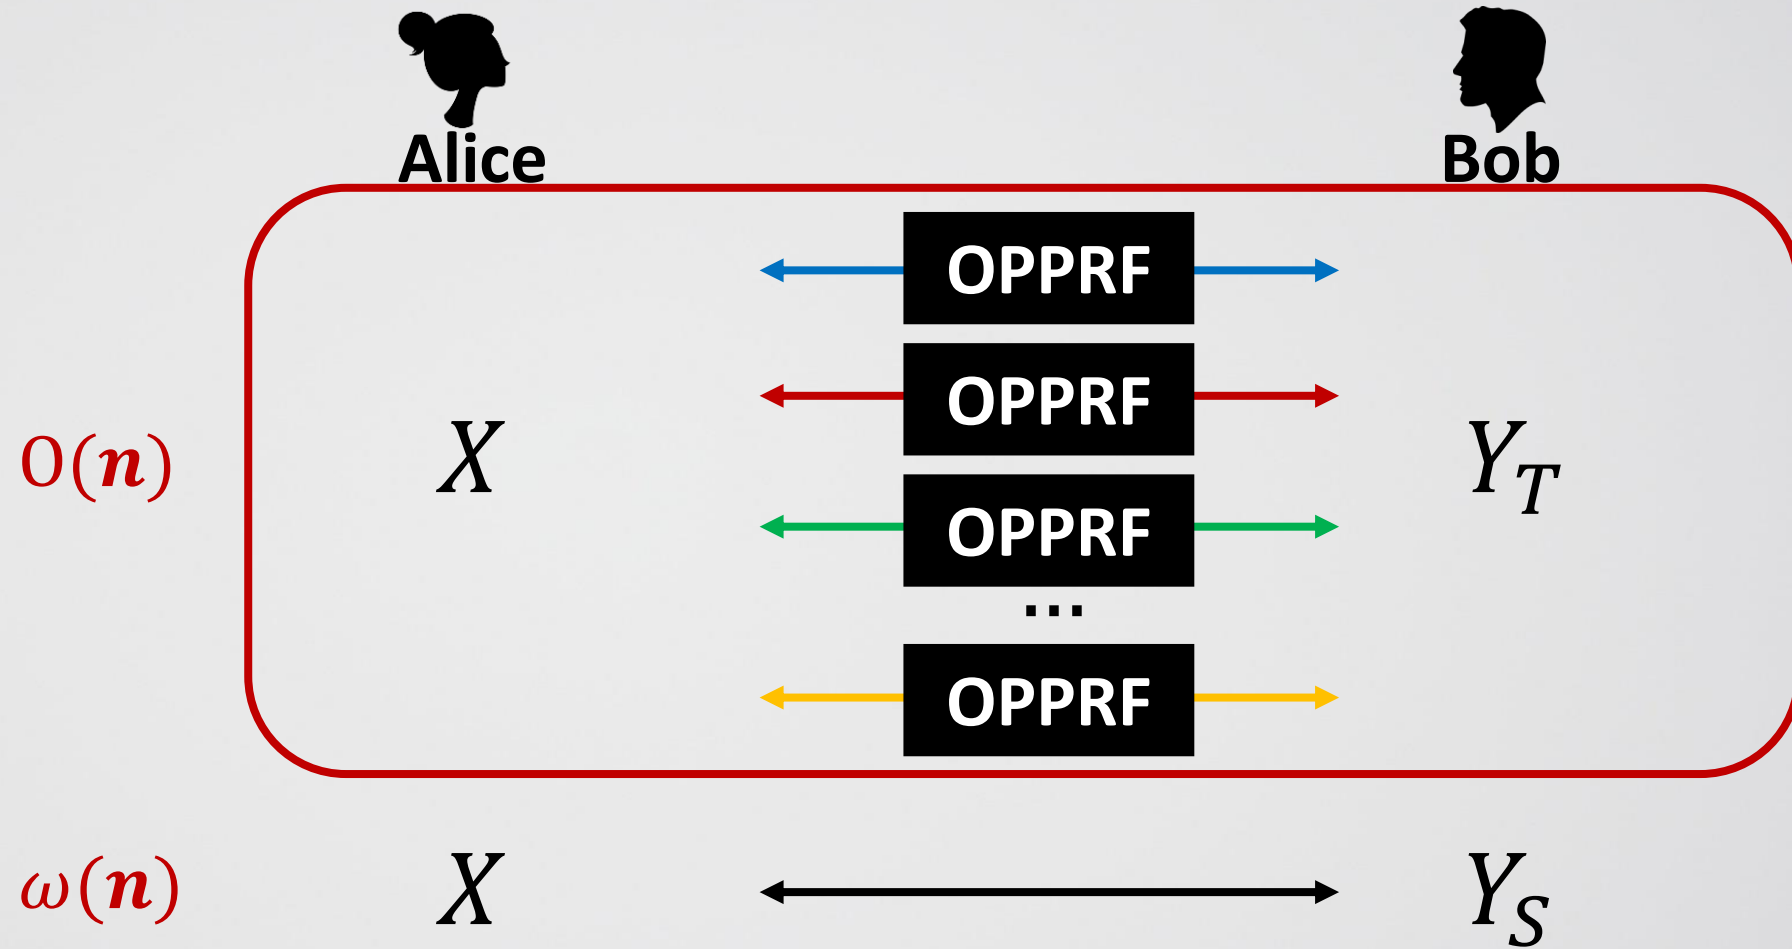 Alice Bob
OPPRF
OPPRF
O(n) X Y_T
OPPRF
...
OPPRF
ω(n) X Y_S